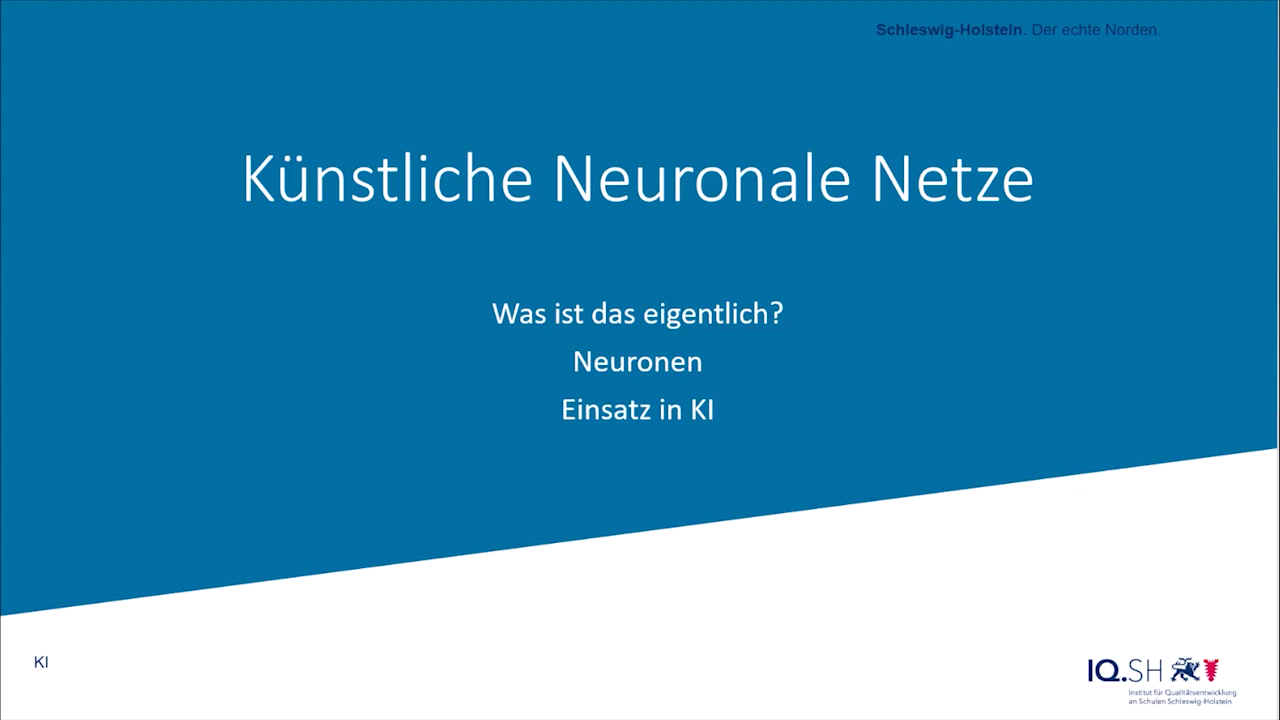 Schleswig-Holstein. Der echte Norden.
Künstliche Neuronale Netze
Was ist das eigentlich?
Neuronen
Einsatz in KI
KI
IQ.SH
Institut für Qualitätsentwicklung
an Schulen Schleswig-Holstein